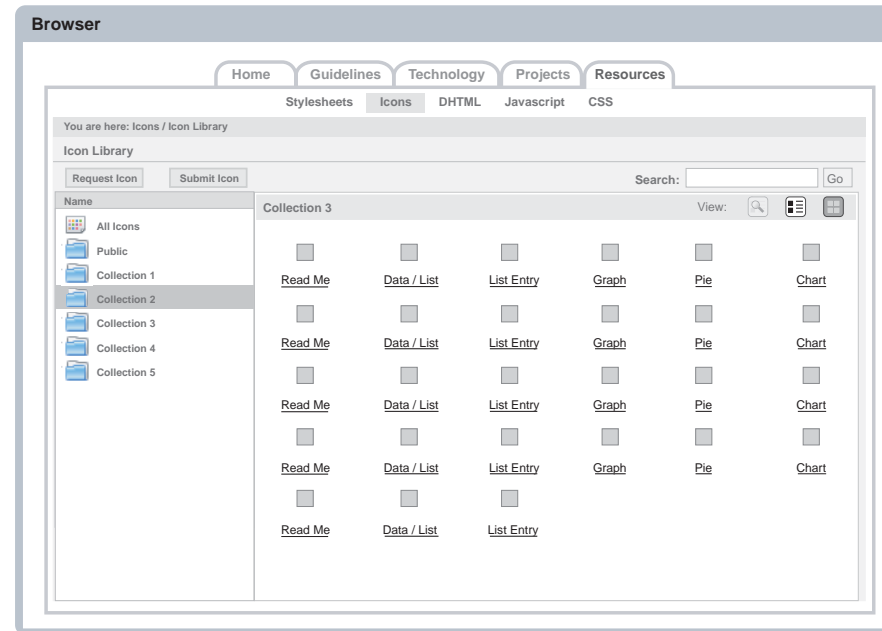 Browser
Home Guidelines Technology Projects Resources
Stylesheets Icons DHTML Javascript CSS
You are here: Icons / Icon Library
Icon Library
Request Icon Submit Icon Search: Go
Name
All Icons
Public
Collection 1
Collection 2
Collection 3
Collection 4
Collection 5
Collection 3 View:
Read Me Data / List List Entry Graph Pie Chart
Read Me Data / List List Entry Graph Pie Chart
Read Me Data / List List Entry Graph Pie Chart
Read Me Data / List List Entry Graph Pie Chart
Read Me Data / List List Entry